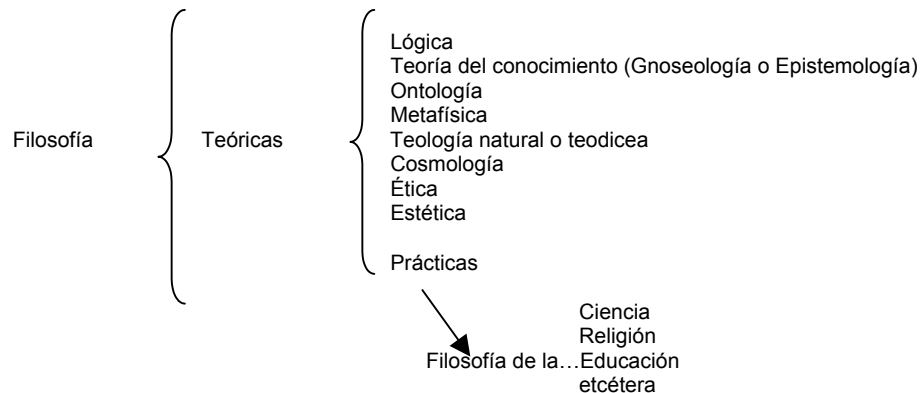 Lógica
Teoría del conocimiento (Gnoseología o Epistemología)
Ontología
Metafísica
Filosofía
Teóricas
Teología natural o teodicea
Cosmología
Ética
Estética
Prácticas
Ciencia
Religión
Filosofía de la…Educación
etcétera